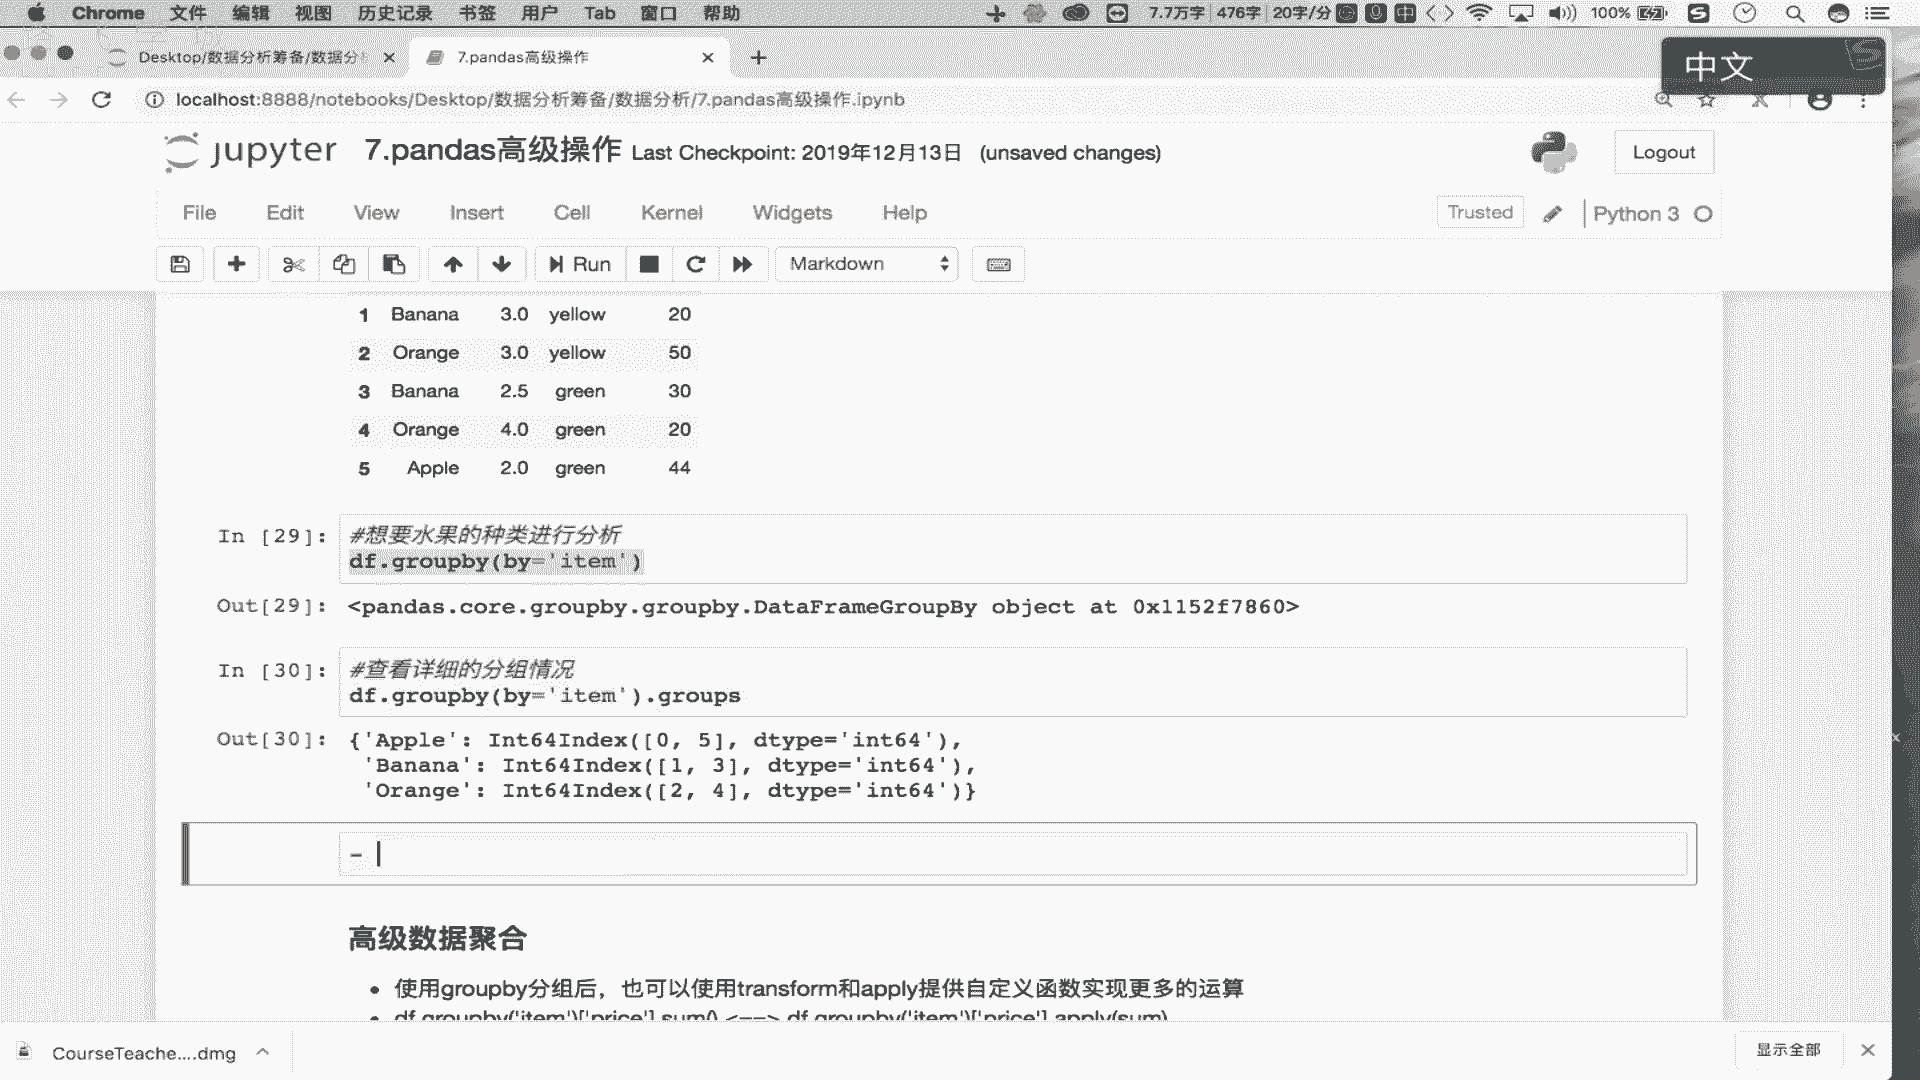 Chrome 文件 编辑 视图 历史记录 书签 用户 Tab 窗口 帮助 7.7万字 476字 20字/分 中 100%
Desktop/数据分析筹备/数据分 7.pandas高级操作
中文
localhost:8888/notebooks/Desktop/数据分析筹备/数据分析/7.pandas高级操作.ipynb
jupyter 7.pandas高级操作 Last Checkpoint: 2019年12月13日 (unsaved changes) Logout
File Edit View Insert Cell Kernel Widgets Help Trusted Python 3
Run Markdown
1 Banana 3.0 yellow 20
2 Orange 3.0 yellow 50
3 Banana 2.5 green 30
4 Orange 4.0 green 20
5 Apple 2.0 green 44
In [29]: #想要水果的种类进行分析
df.groupby(by='item')
Out[29]: <pandas.core.groupby.groupby.DataFrameGroupBy object at 0x1152f7860>
In [30]: #查看详细的分组情况
df.groupby(by='item').groups
Out[30]: {'Apple': Int64Index([0, 5], dtype='int64'),
'Banana': Int64Index([1, 3], dtype='int64'),
'Orange': Int64Index([2, 4], dtype='int64')}
-
高级数据聚合
• 使用groupby分组后，也可以使用transform和apply提供自定义函数实现更多的运算
• df.groupby('item')['price'].sum() <==> df.groupby('item')['price'].apply(sum)
CourseTeache....dmg 显示全部